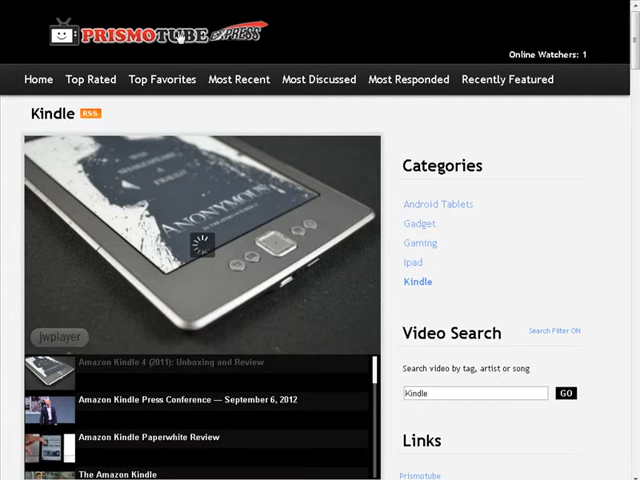 PRISMOTUBE EXPRESS
Online Watchers: 1
Home Top Rated Top Favorites Most Recent Most Discussed Most Responded Recently Featured
Kindle RSS
ANONYMOUS
jwplayer
Amazon Kindle 4 (2011): Unboxing and Review
Amazon Kindle Press Conference — September 6, 2012
Amazon Kindle Paperwhite Review
The Amazon Kindle
Categories
Android Tablets
Gadget
Gaming
Ipad
Kindle
Video Search Search Filter ON
Search video by tag, artist or song
Kindle GO
Links
Prismotube